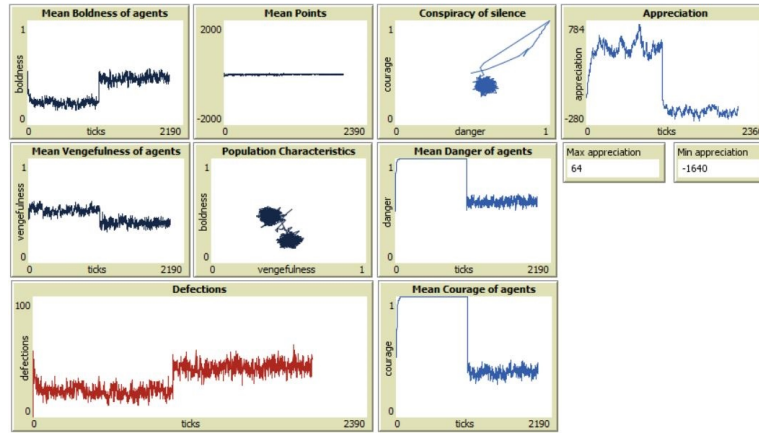 Mean Boldness of agents
1
boldness
0
0
ticks
2190
Mean Points
2000
-2000
0
2390
Conspiracy of silence
1
courage
0
0
danger
1
Appreciation
784
appreciation
-280
0
ticks
2360
Mean Vengefulness of agents
1
vengefulness
0
0
ticks
2190
Population Characteristics
1
boldness
0
0
vengefulness
1
Mean Danger of agents
1
danger
0
0
ticks
2190
Max appreciation
64
Min appreciation
-1640
Defections
100
defections
0
0
ticks
2390
Mean Courage of agents
1
courage
0
0
ticks
2190